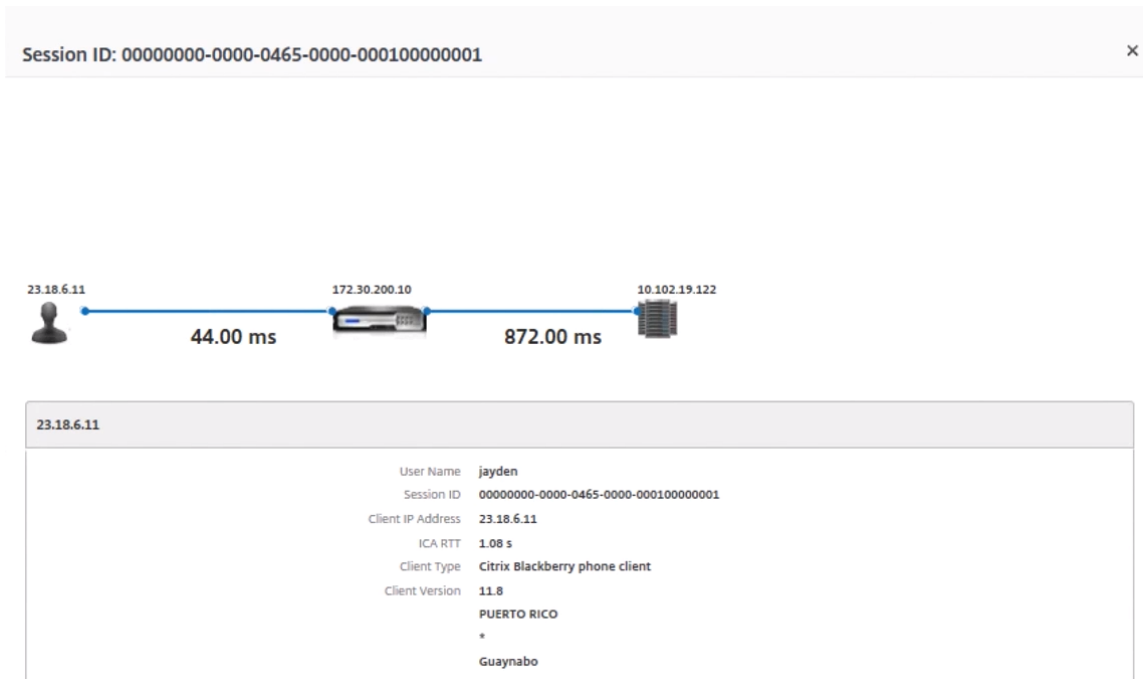 Session ID: 00000000-0000-0465-0000-000100000001
×
23.18.6.11
172.30.200.10
10.102.19.122
44.00 ms
872.00 ms
23.18.6.11
User Name jayden
Session ID 00000000-0000-0465-0000-000100000001
Client IP Address 23.18.6.11
ICA RTT 1.08 s
Client Type Citrix Blackberry phone client
Client Version 11.8
PUERTO RICO
*
Guaynabo